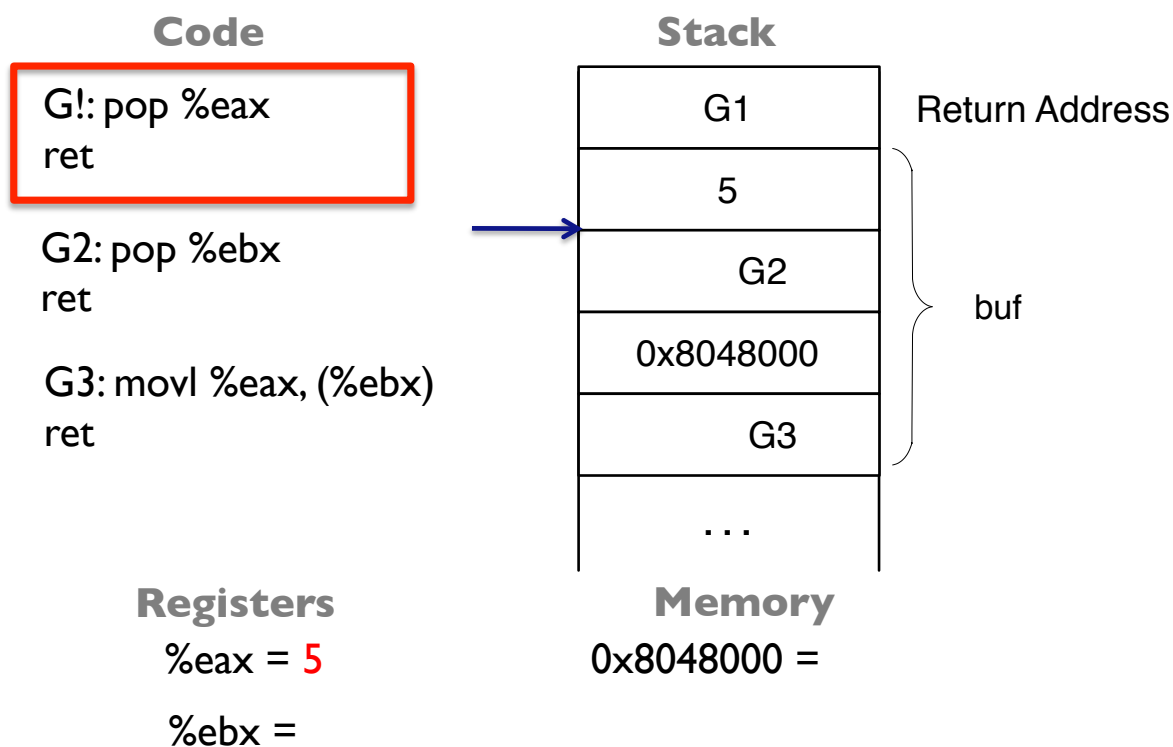 Code
G!: pop %eax
ret
G2: pop %ebx
ret
G3: movl %eax, (%ebx)
ret
Stack
G1
Return Address
5
G2
0x8048000
G3
buf
. . .
Registers
%eax = 5
%ebx =
Memory
0x8048000 =